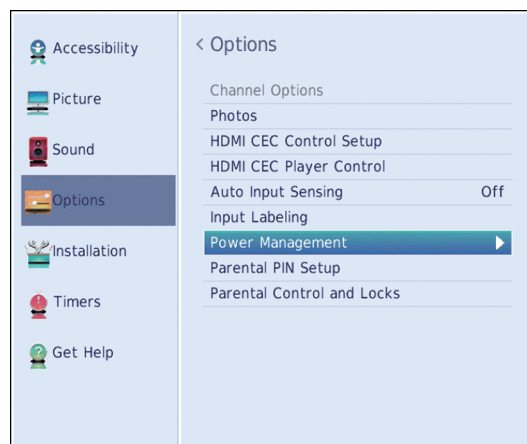 Accessibility
Picture
Sound
Options
Installation
Timers
Get Help
< Options
Channel Options
Photos
HDMI CEC Control Setup
HDMI CEC Player Control
Auto Input Sensing Off
Input Labeling
Power Management
Parental PIN Setup
Parental Control and Locks